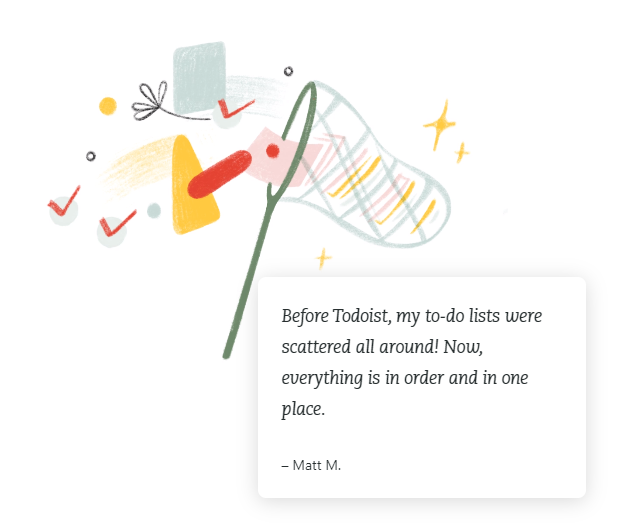 Before Todoist, my to-do lists were
scattered all around! Now,
everything is in order and in one
place.
– Matt M.